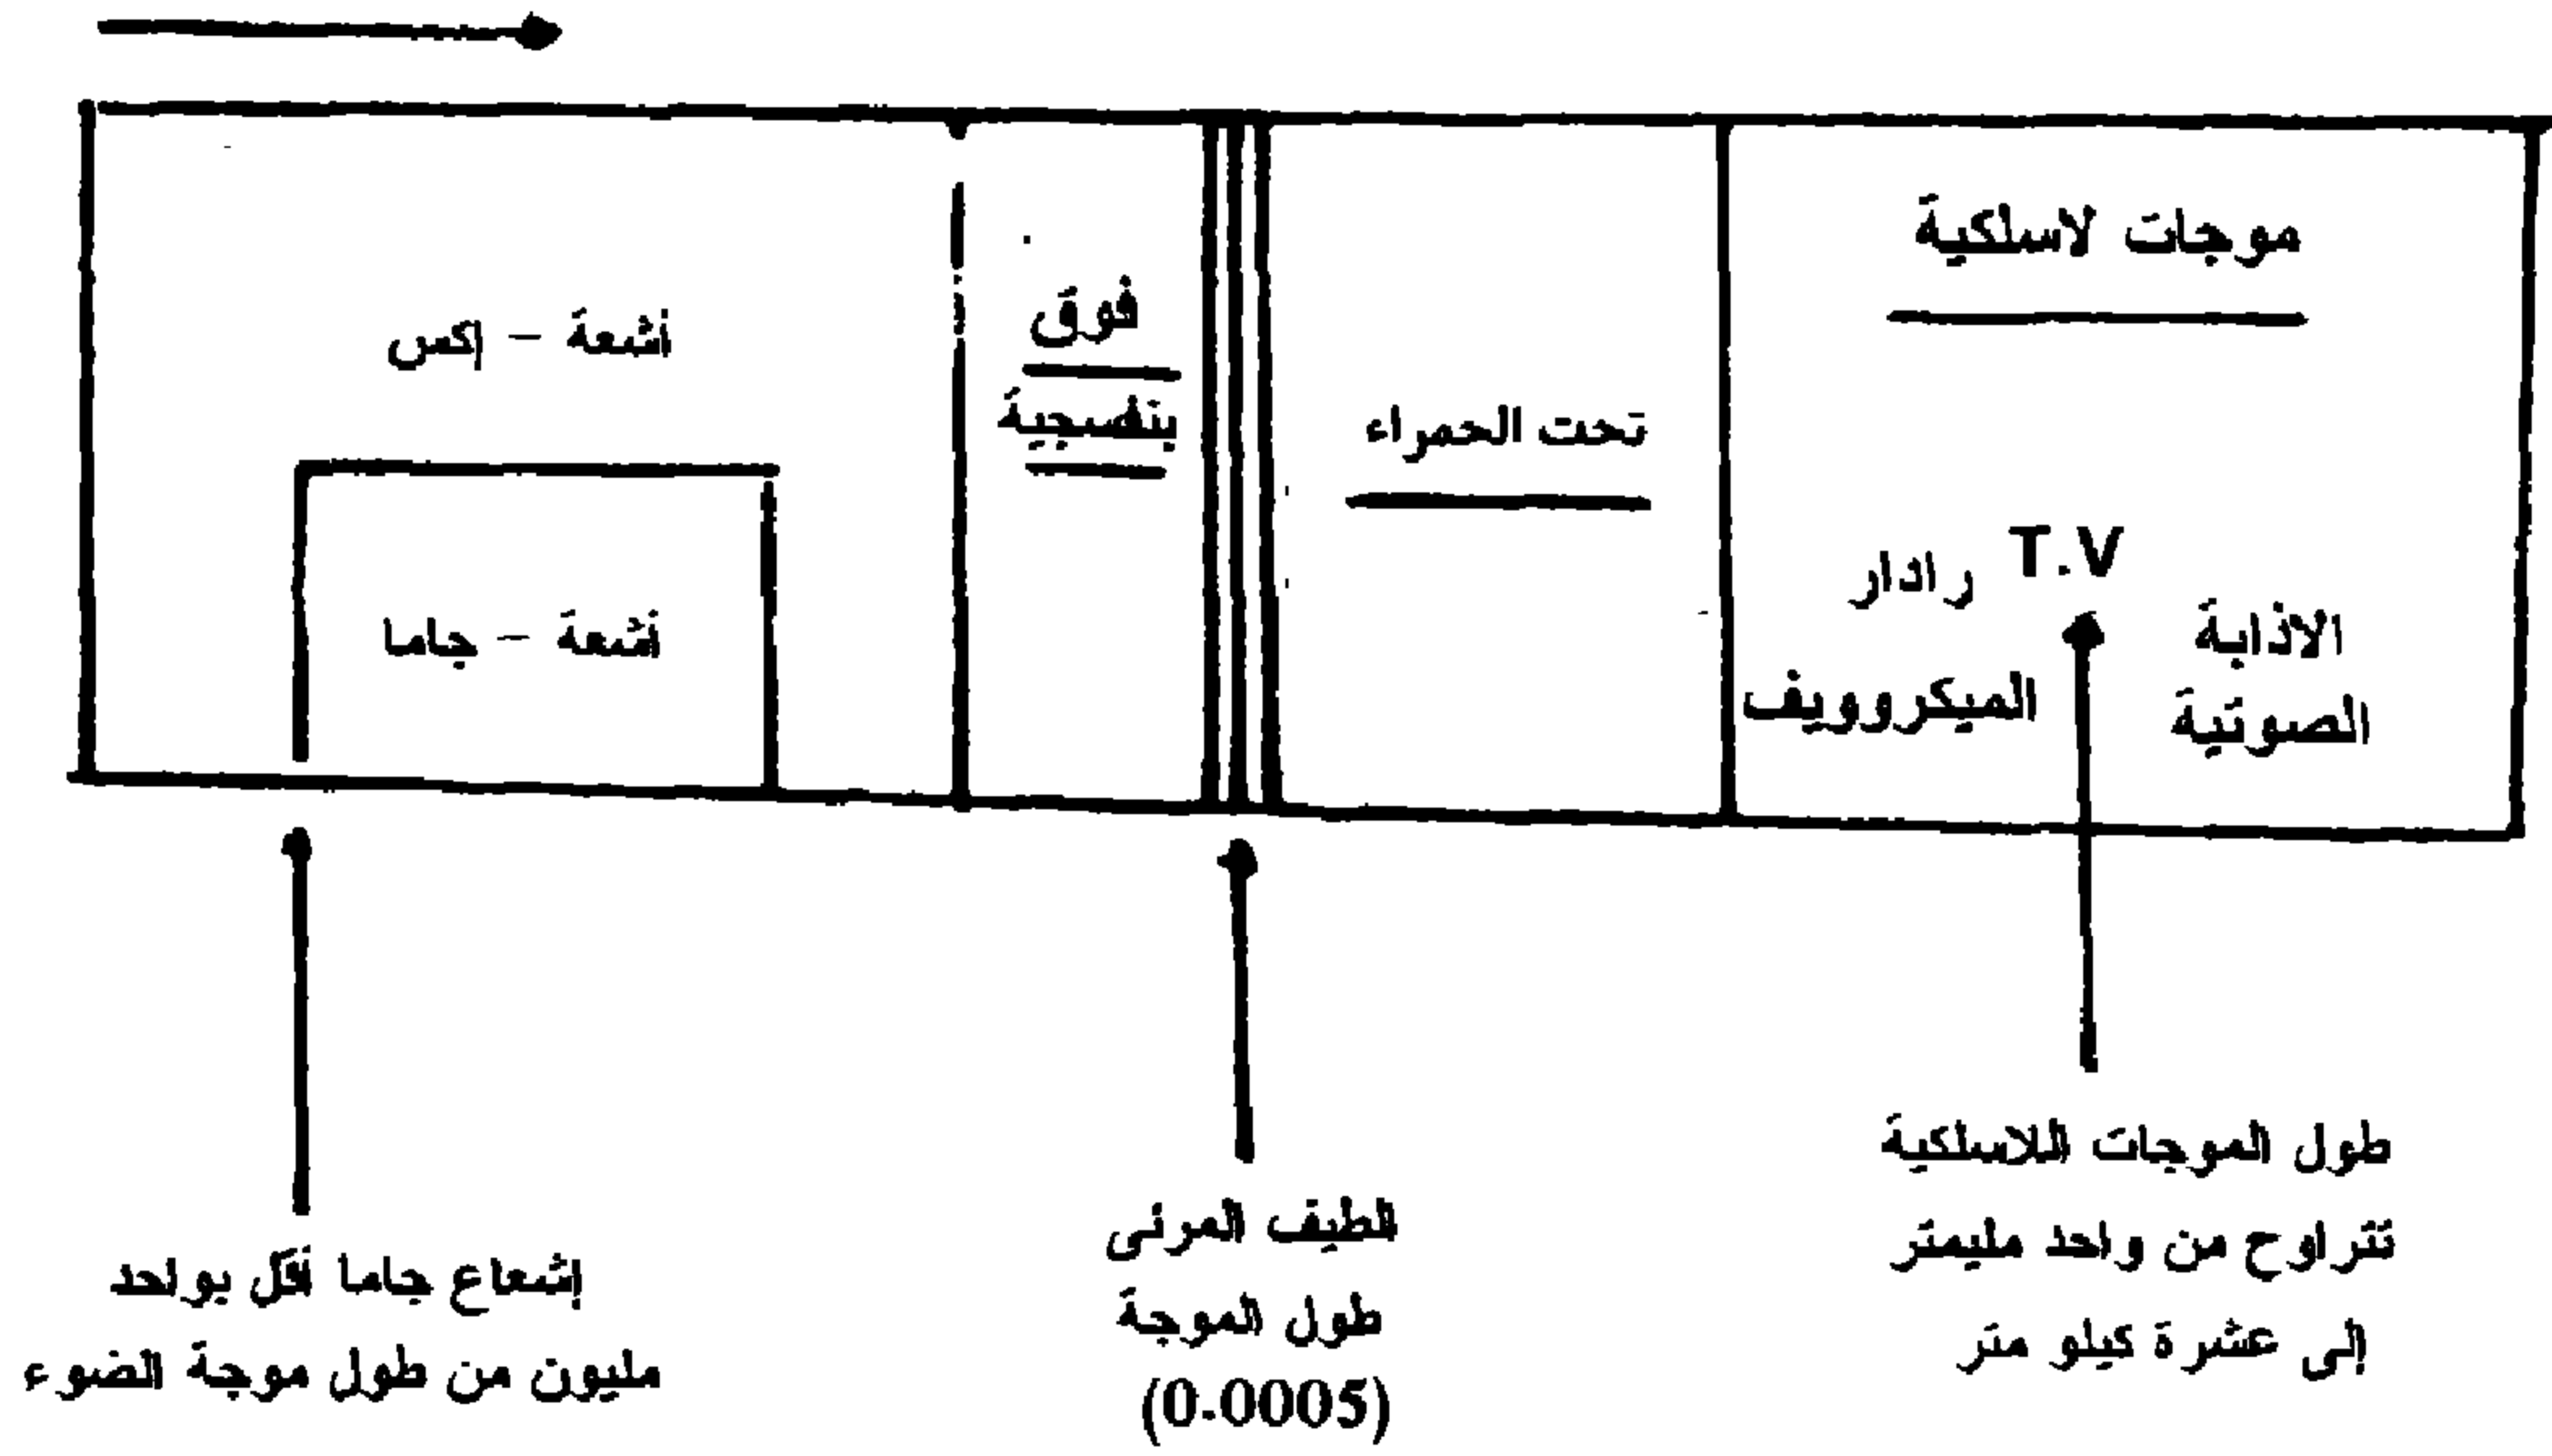 موجات لاسلكية
T.V
رادار
الميكروويف
الاذابة
الصوتية
تحت الحمراء
فوق
بنفسجية
أشعة – إكس
أشعة – جاما
طول الموجات اللاسلكية
تتراوح من واحد مليمتر
إلى عشرة كيلو متر
الطيف المرئى
طول الموجة
(0.0005)
إشعاع جاما أقل بواحد
مليون من طول موجة الضوء